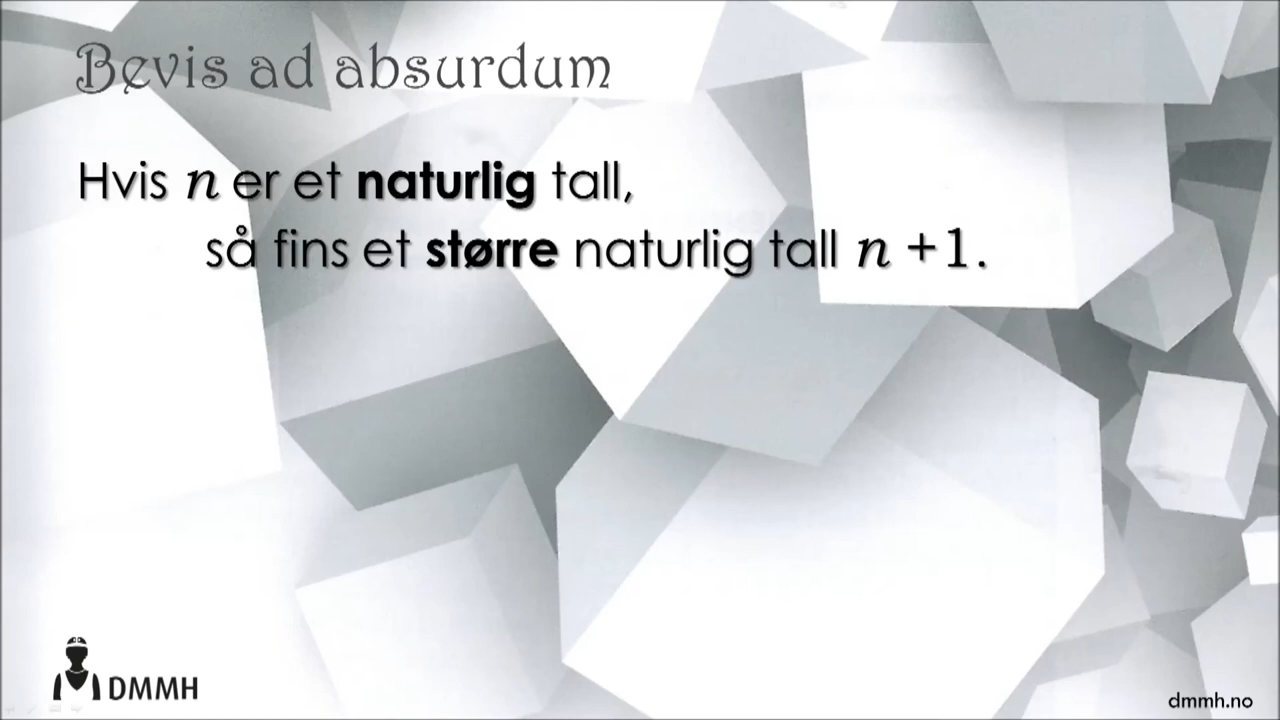 Bevis ad absurdum
Hvis n er et naturlig tall,
så fins et større naturlig tall n +1.
DMMH
dmmh.no